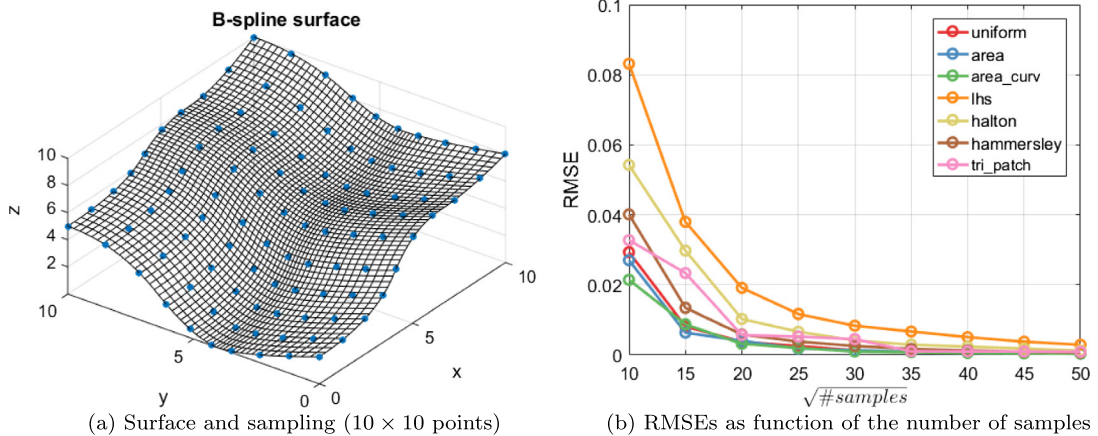 B-spline surface
z
10
8
6
4
2
10
5
0
y
0
5
10
x
(a) Surface and sampling (10 × 10 points)
RMSE
0.1
0.08
0.06
0.04
0.02
0
10 15 20 25 30 35 40 45 50
√#samples
uniform
area
area_curv
lhs
halton
hammersley
tri_patch
(b) RMSEs as function of the number of samples